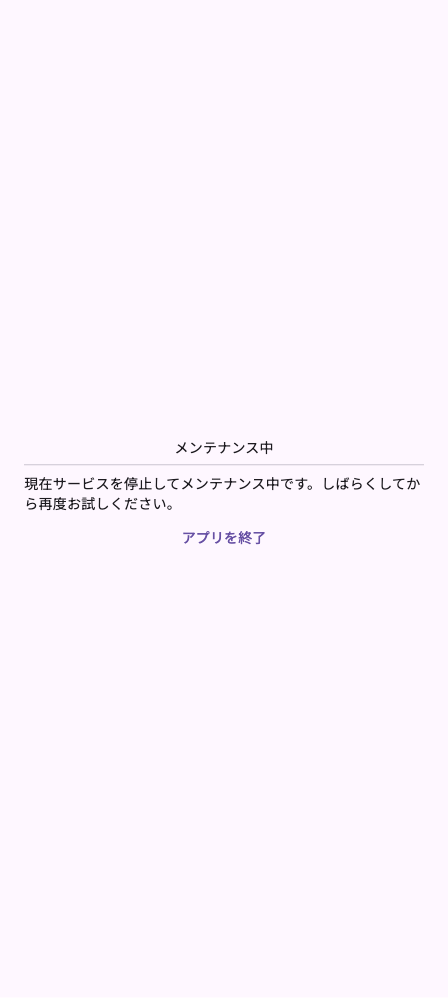 メンテナンス中
現在サービスを停止してメンテナンス中です。しばらくしてか
ら再度お試しください。
アプリを終了